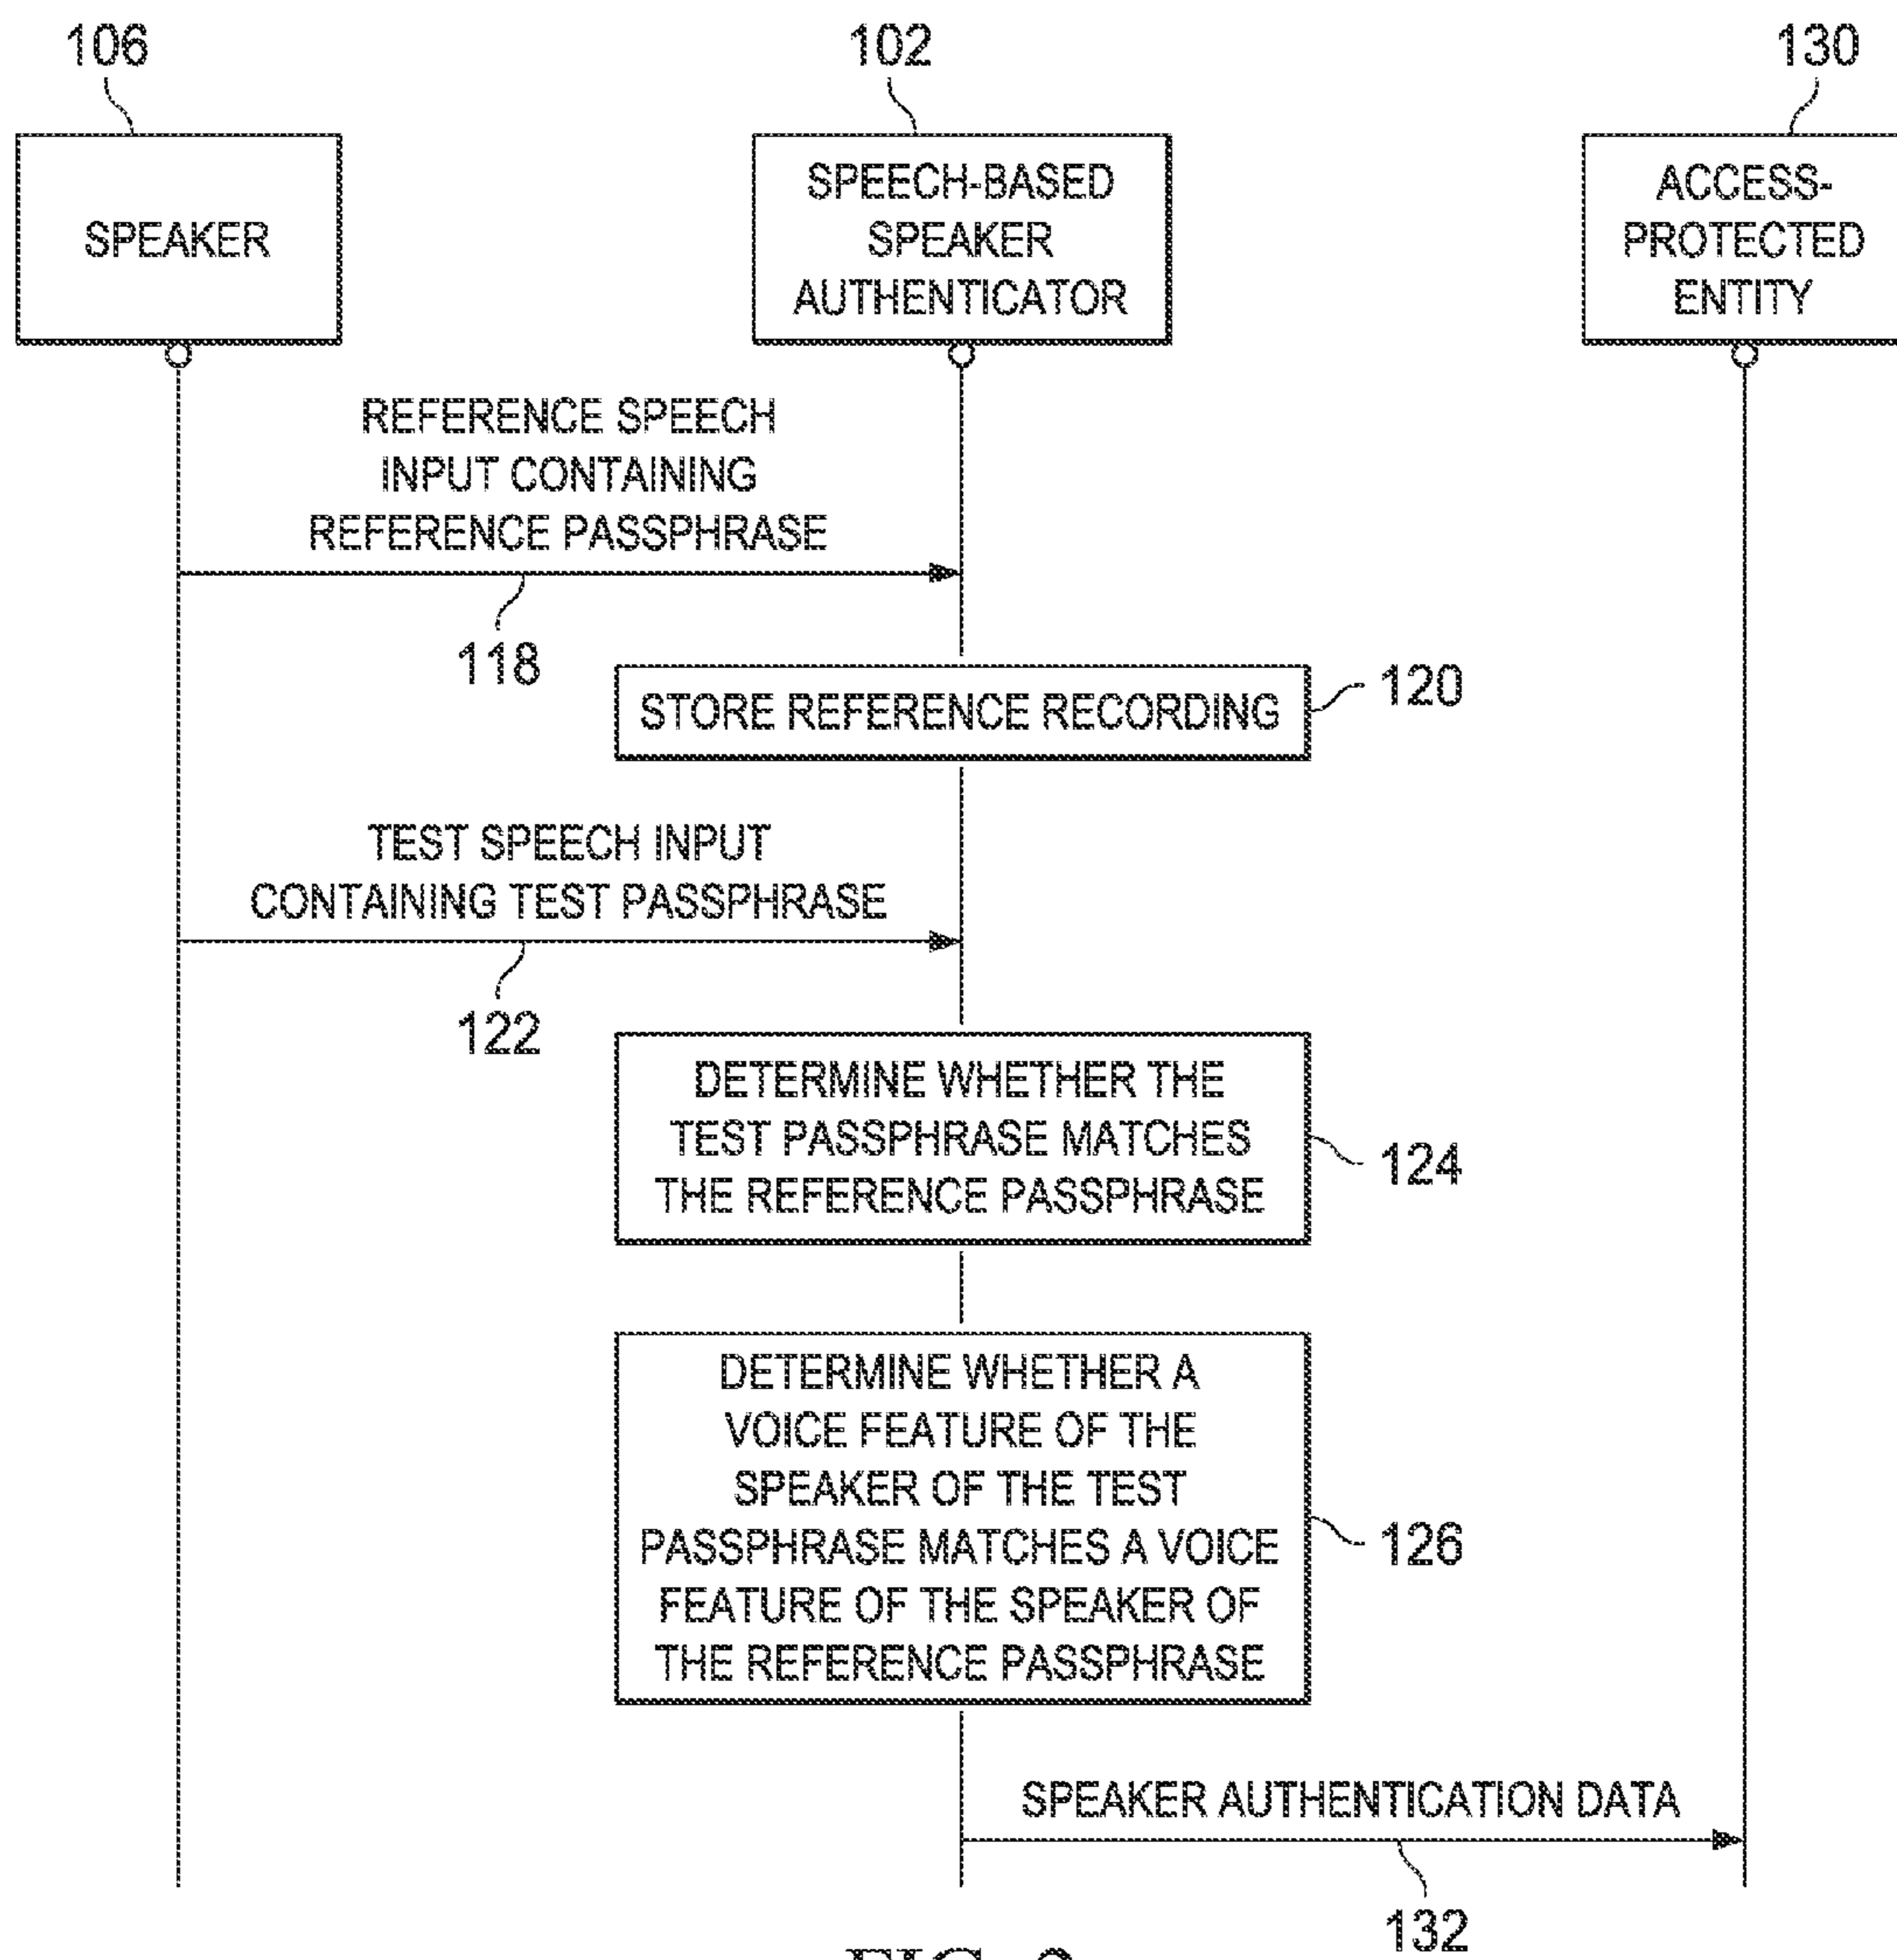 106
102
130
SPEAKER
SPEECH-BASED
SPEAKER
AUTHENTICATOR
ACCESS-
PROTECTED
ENTITY
REFERENCE SPEECH
INPUT CONTAINING
REFERENCE PASSPHRASE
118
STORE REFERENCE RECORDING
120
TEST SPEECH INPUT
CONTAINING TEST PASSPHRASE
122
DETERMINE WHETHER THE
TEST PASSPHRASE MATCHES
THE REFERENCE PASSPHRASE
124
DETERMINE WHETHER A
VOICE FEATURE OF THE
SPEAKER OF THE TEST
PASSPHRASE MATCHES A VOICE
FEATURE OF THE SPEAKER OF
THE REFERENCE PASSPHRASE
126
SPEAKER AUTHENTICATION DATA
132